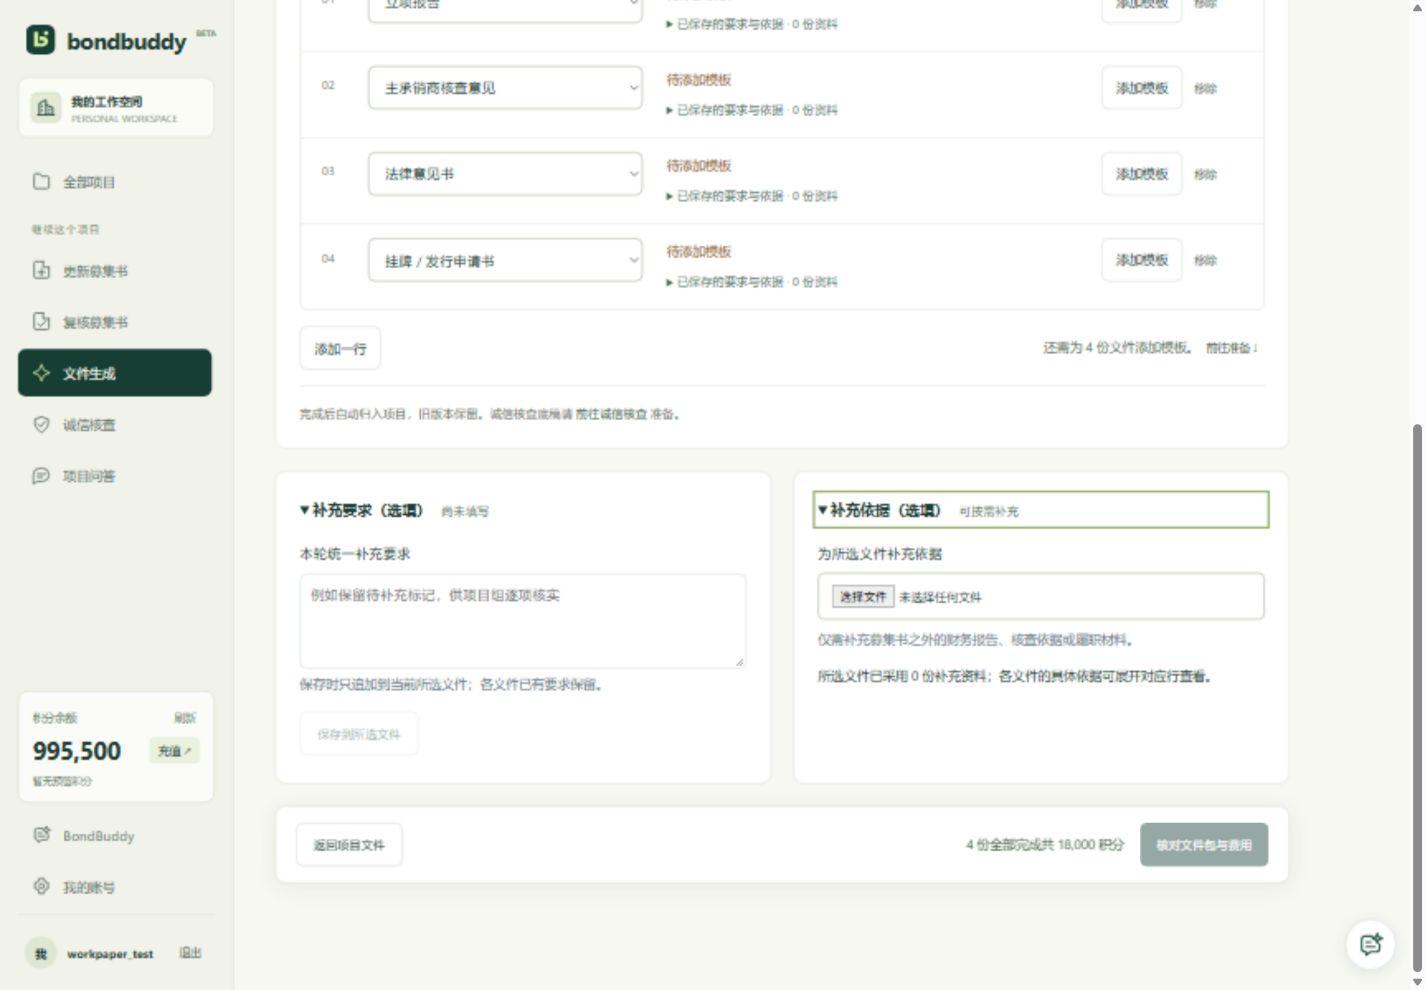 bondbuddy BETA
我的工作空间
PERSONAL WORKSPACE
全部项目
继续这个项目
更新募集书
复核募集书
文件生成
诚信核查
项目问答
积分余额 刷新
995,500 充值↗
暂无预留积分
BondBuddy
我的账号
我 workpaper_test 退出
01 立项报告 添加模板 移除
▶已保存的要求与依据 · 0 份资料
02 主承销商核查意见 待添加模板 添加模板 移除
▶已保存的要求与依据 · 0 份资料
03 法律意见书 待添加模板 添加模板 移除
▶已保存的要求与依据 · 0 份资料
04 挂牌 / 发行申请书 待添加模板 添加模板 移除
▶已保存的要求与依据 · 0 份资料
添加一行 还需为 4 份文件添加模板。 前往准备↓
完成后自动归入项目，旧版本保留。诚信核查底稿请 前往诚信核查 准备。
▼补充要求（选填） 尚未填写
本轮统一补充要求
例如保留待补充标记，供项目组逐项核实
保存时只追加到当前所选文件；各文件已有要求保留。
保存到所选文件
▼补充依据（选填） 可按需补充
为所选文件补充依据
选择文件 未选择任何文件
仅需补充募集书之外的财务报告、核查依据或履职材料。
所选文件已采用 0 份补充资料；各文件的具体依据可展开对应行查看。
返回项目文件 4 份全部完成共 18,000 积分 核对文件包与费用